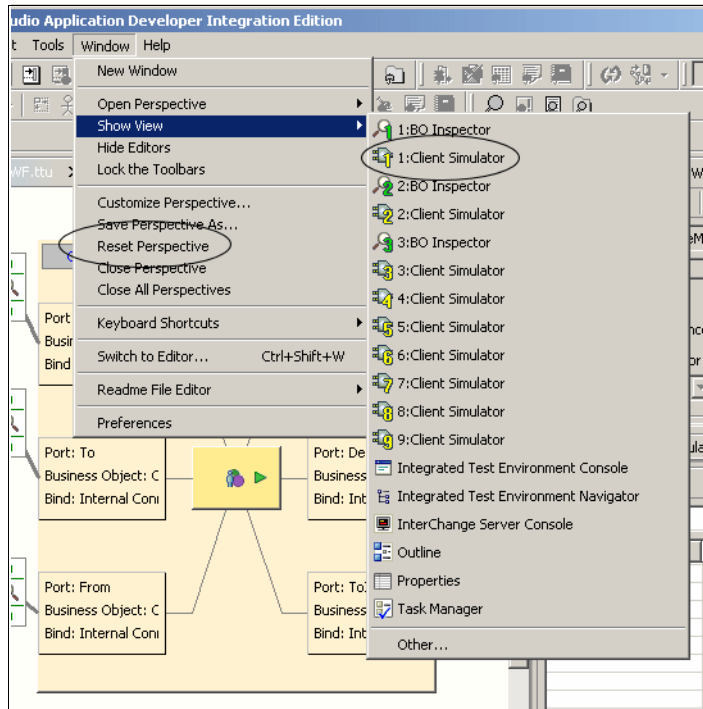 udio Application Developer Integration Edition
t Tools Window Help
New Window
Open Perspective
Show View
Hide Editors
Lock the Toolbars
Customize Perspective...
Save Perspective As...
Reset Perspective
Close Perspective
Close All Perspectives
Keyboard Shortcuts
Switch to Editor... Ctrl+Shift+W
Readme File Editor
Preferences
1:BO Inspector
1:Client Simulator
2:BO Inspector
2:Client Simulator
3:BO Inspector
3:Client Simulator
4:Client Simulator
5:Client Simulator
6:Client Simulator
7:Client Simulator
8:Client Simulator
9:Client Simulator
Integrated Test Environment Console
Integrated Test Environment Navigator
InterChange Server Console
Outline
Properties
Task Manager
Other...
WF.ttu
Port
Busin
Bind
Port: To
Business Object: C
Bind: Internal Conn
Port: De
Business
Bind: Int
Port: From
Business Object: C
Bind: Internal Conn
Port: To
Business
Bind: Int